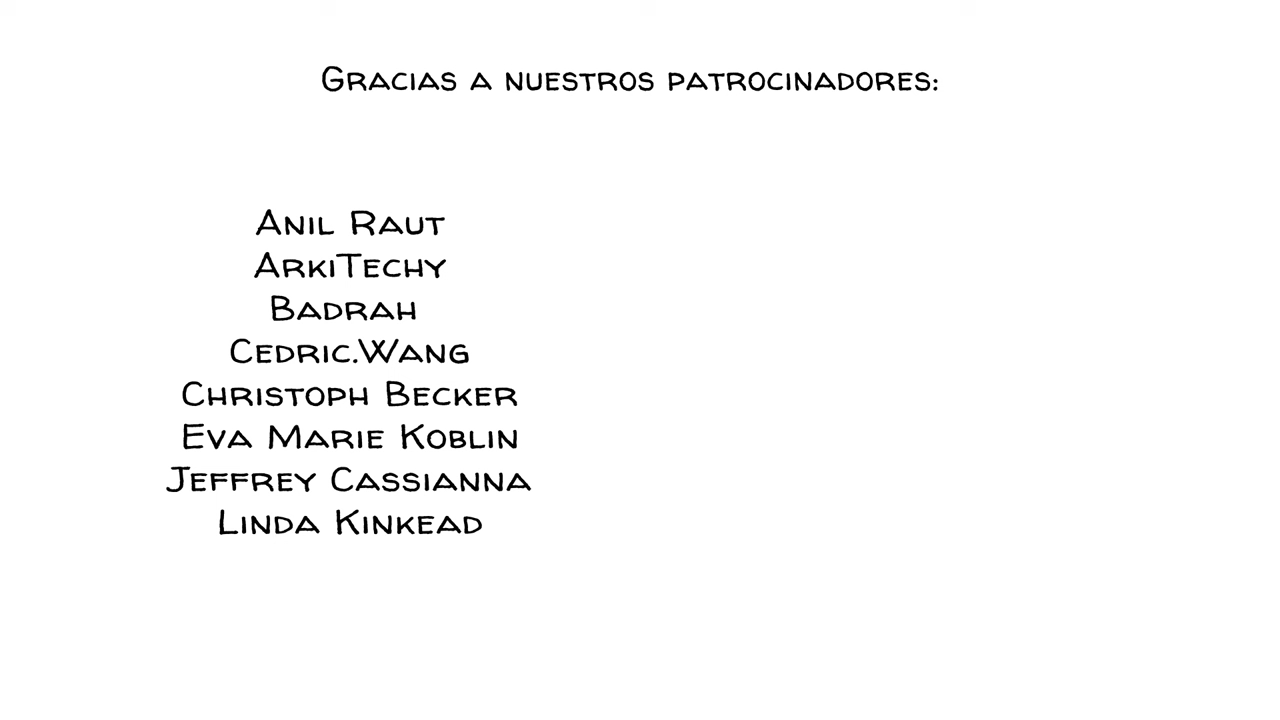 Gracias a nuestros patrocinadores:
Anil Raut
ArkiTechy
Badrah
Cedric.Wang
Christoph Becker
Eva Marie Koblin
Jeffrey Cassianna
Linda Kinkead